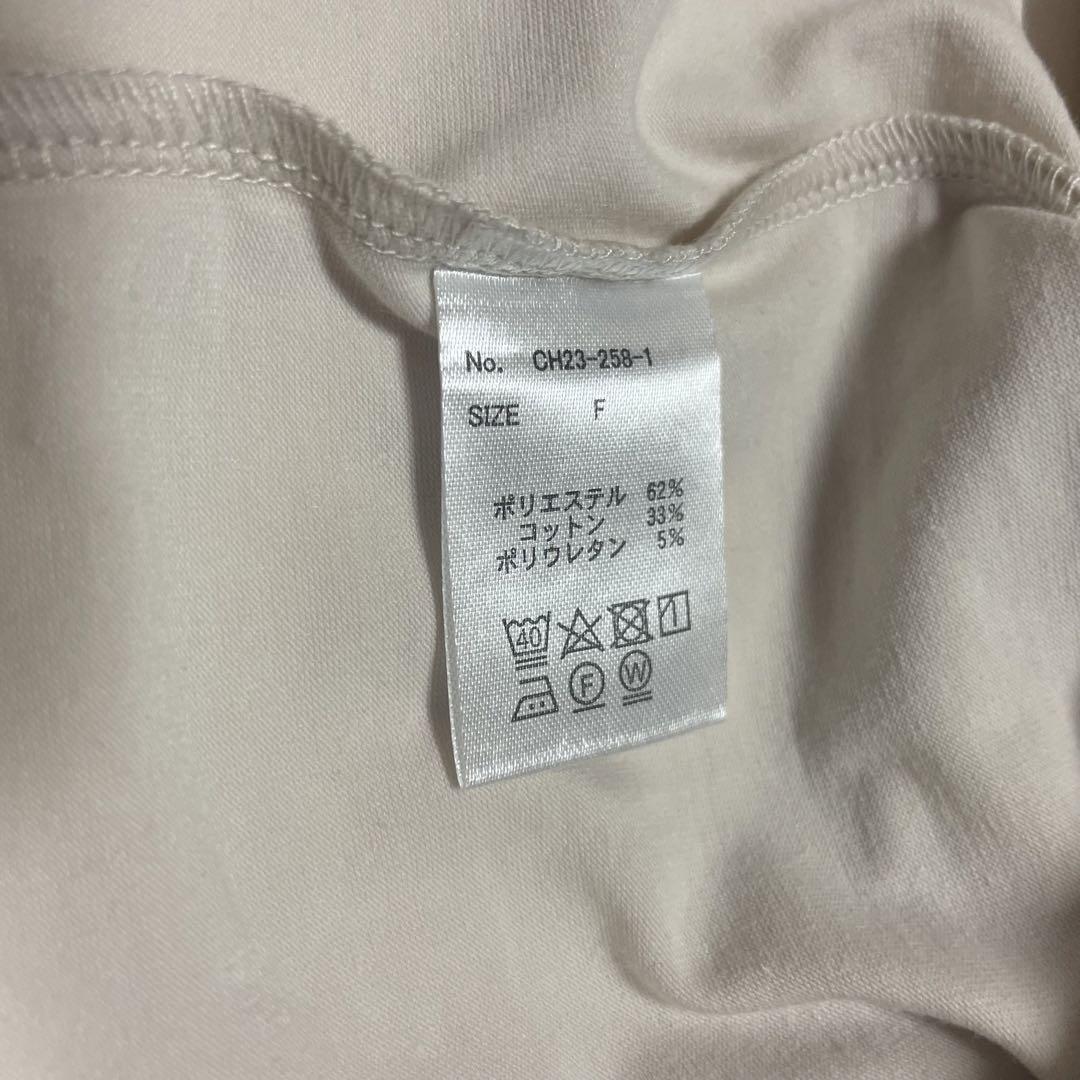 No. CH23-258-1
SIZE F
ポリエステル 62%
コットン 33%
ポリウレタン 5%
40
F W